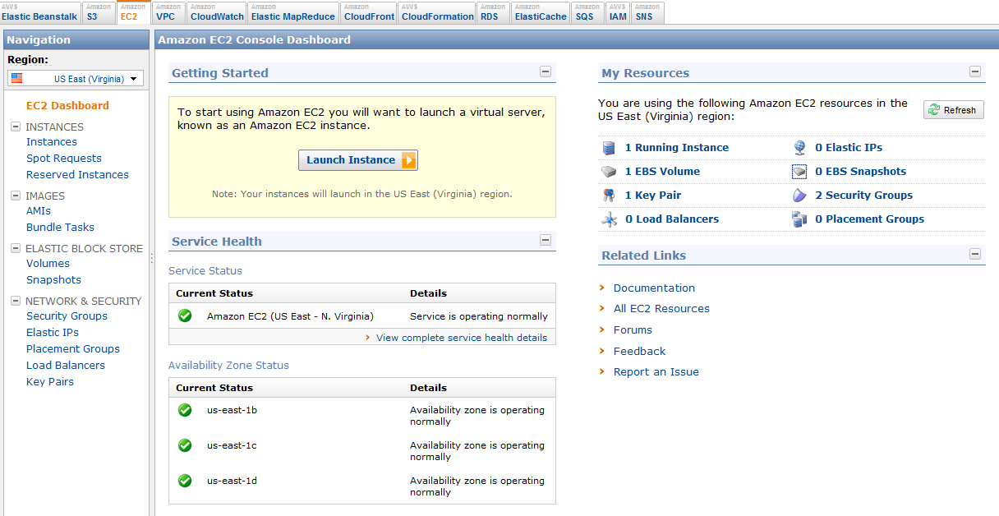 AWS
Elastic Beanstalk
Amazon
S3
Amazon
EC2
Amazon
VPC
Amazon
CloudWatch
Amazon
Elastic MapReduce
Amazon
CloudFront
AWS
CloudFormation
Amazon
RDS
Amazon
ElastiCache
Amazon
SQS
AWS
IAM
Amazon
SNS
Navigation
Region:
US East (Virginia)
EC2 Dashboard
INSTANCES
Instances
Spot Requests
Reserved Instances
IMAGES
AMIs
Bundle Tasks
ELASTIC BLOCK STORE
Volumes
Snapshots
NETWORK & SECURITY
Security Groups
Elastic IPs
Placement Groups
Load Balancers
Key Pairs
Amazon EC2 Console Dashboard
Getting Started
To start using Amazon EC2 you will want to launch a virtual server,
known as an Amazon EC2 instance.
Launch Instance
Note: Your instances will launch in the US East (Virginia) region.
Service Health
Service Status
Current Status Details
Amazon EC2 (US East - N. Virginia) Service is operating normally
View complete service health details
Availability Zone Status
Current Status Details
us-east-1b Availability zone is operating
normally
us-east-1c Availability zone is operating
normally
us-east-1d Availability zone is operating
normally
My Resources
You are using the following Amazon EC2 resources in the
US East (Virginia) region:
Refresh
1 Running Instance 0 Elastic IPs
1 EBS Volume 0 EBS Snapshots
1 Key Pair 2 Security Groups
0 Load Balancers 0 Placement Groups
Related Links
Documentation
All EC2 Resources
Forums
Feedback
Report an Issue